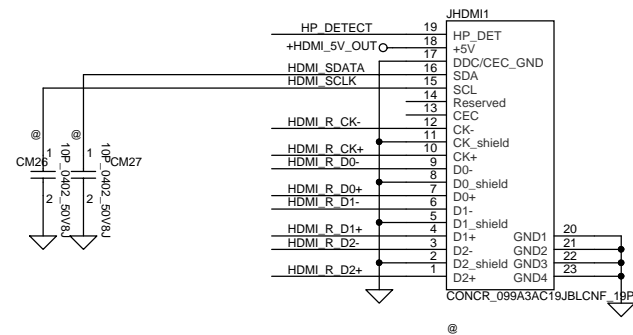 JHDMI1
HP_DETECT 19 HP_DET
+HDMI_5V_OUT 18 +5V
17 DDC/CEC_GND
HDMI_SDATA 16 SDA
HDMI_SCLK 15 SCL
14 Reserved
13 CEC
HDMI_R_CK- 12 CK-
11 CK_shield
HDMI_R_CK+ 10 CK+
HDMI_R_D0- 9 D0-
8 D0_shield
HDMI_R_D0+ 7 D0+
HDMI_R_D1- 6 D1-
5 D1_shield
HDMI_R_D1+ 4 D1+ GND1 20
HDMI_R_D2- 3 D2- GND2 21
2 D2_shield GND3 22
HDMI_R_D2+ 1 D2+ GND4 23
CONCR_099A3AC19JBLCNF_19P
@
@
1
CM26
2
10P_0402_50V8J
@
1
CM27
2
10P_0402_50V8J